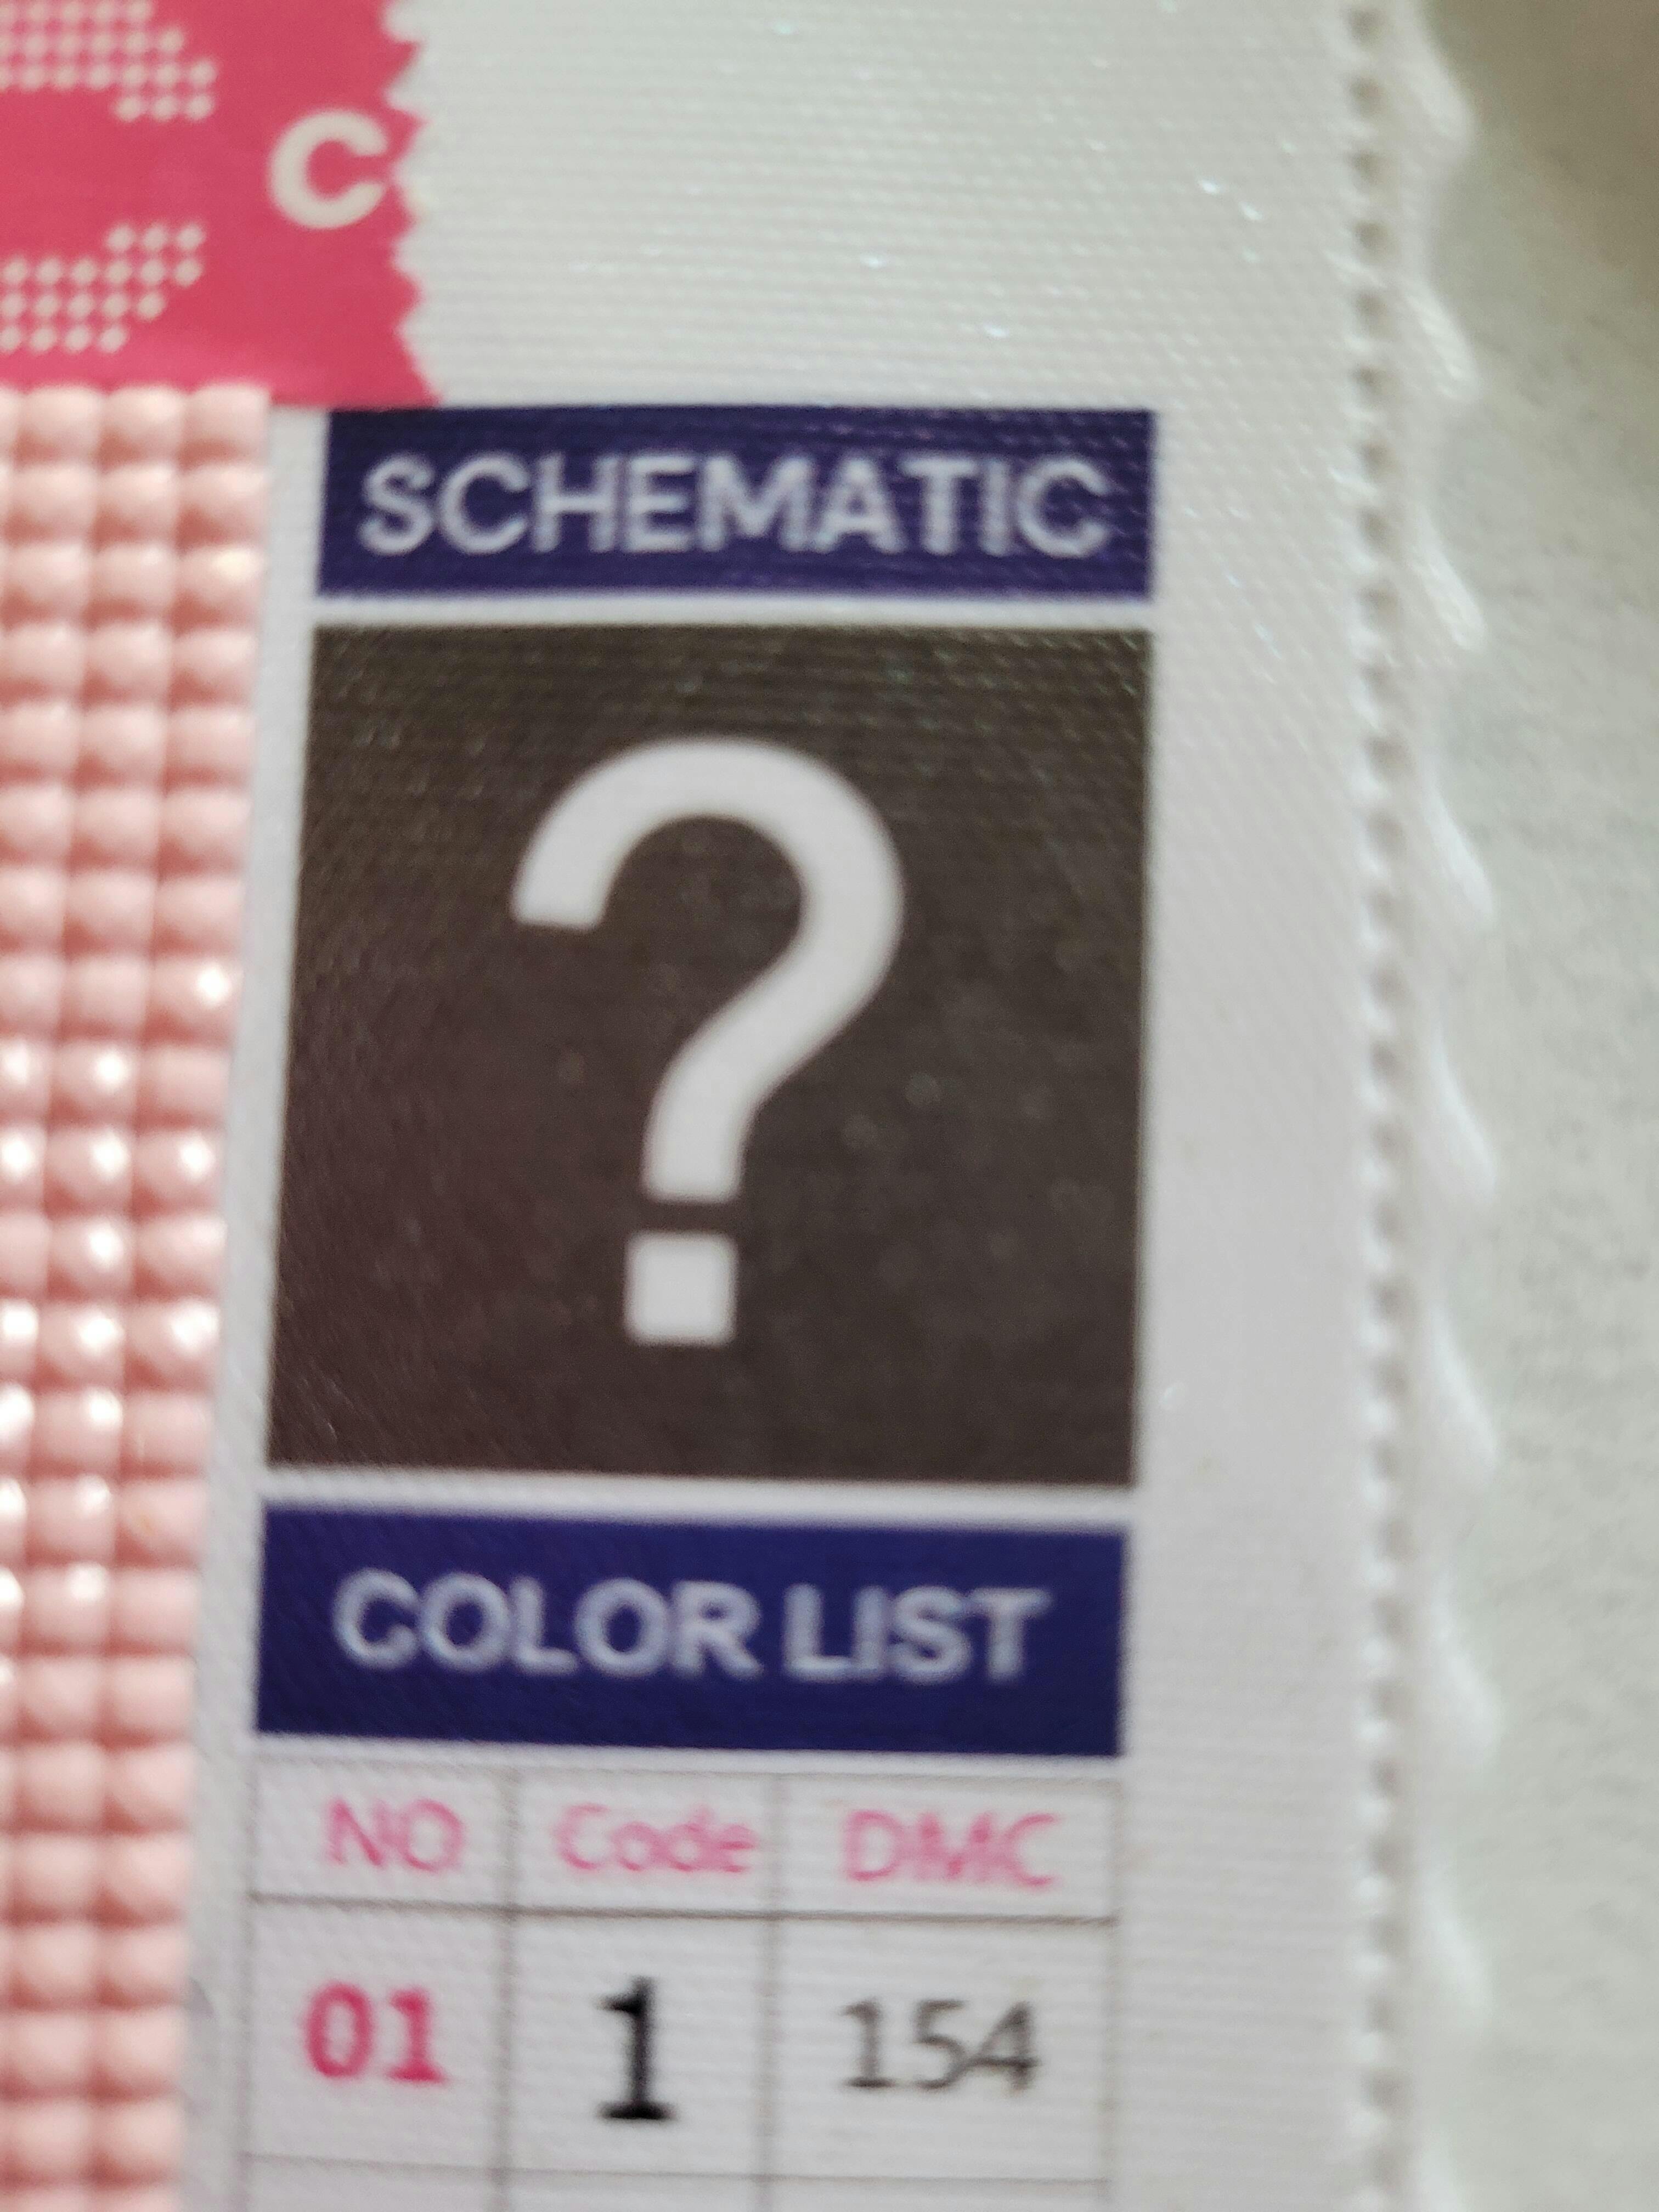 C
SCHEMATIC
?
COLOR LIST
NO Code DMC
01 1 154